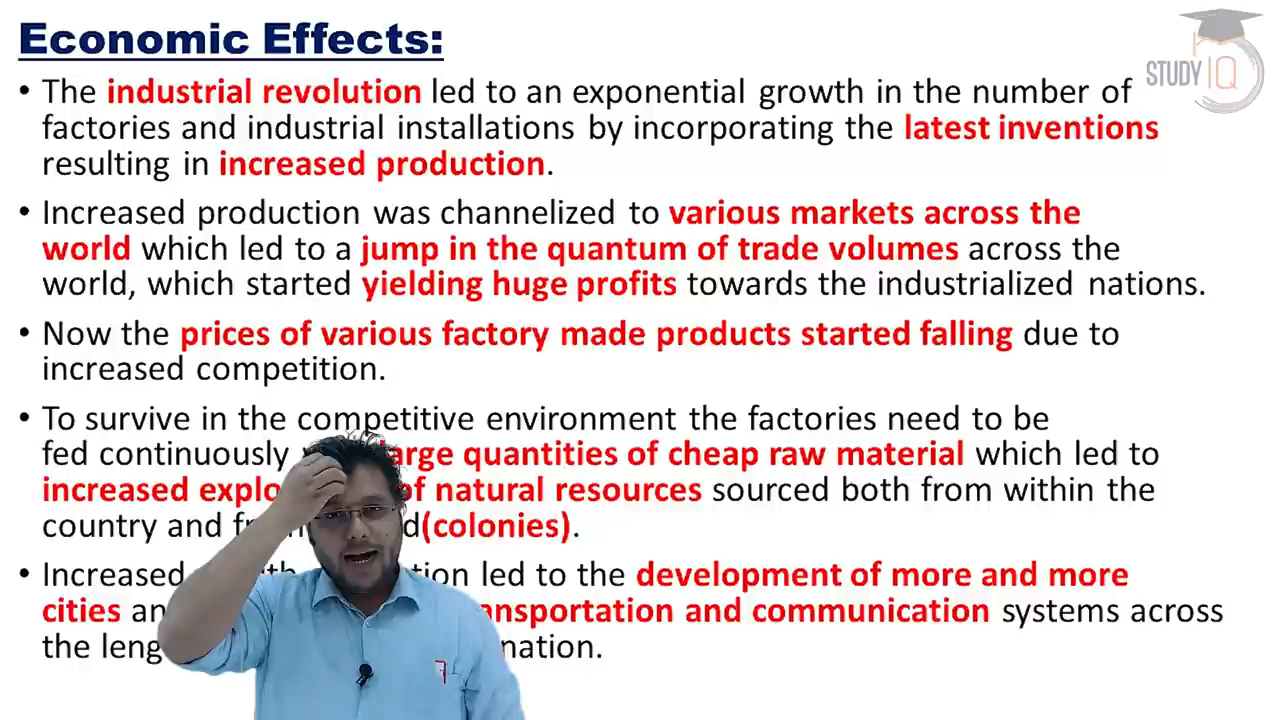 Economic Effects:
STUDY IQ
• The industrial revolution led to an exponential growth in the number of
factories and industrial installations by incorporating the latest inventions
resulting in increased production.
• Increased production was channelized to various markets across the
world which led to a jump in the quantum of trade volumes across the
world, which started yielding huge profits towards the industrialized nations.
• Now the prices of various factory made products started falling due to
increased competition.
• To survive in the competitive environment the factories need to be
fed continuously large quantities of cheap raw material which led to
increased of natural resources sourced both from within the
country and (colonies).
• Increased led to the development of more and more
cities and communication systems across
the nation.